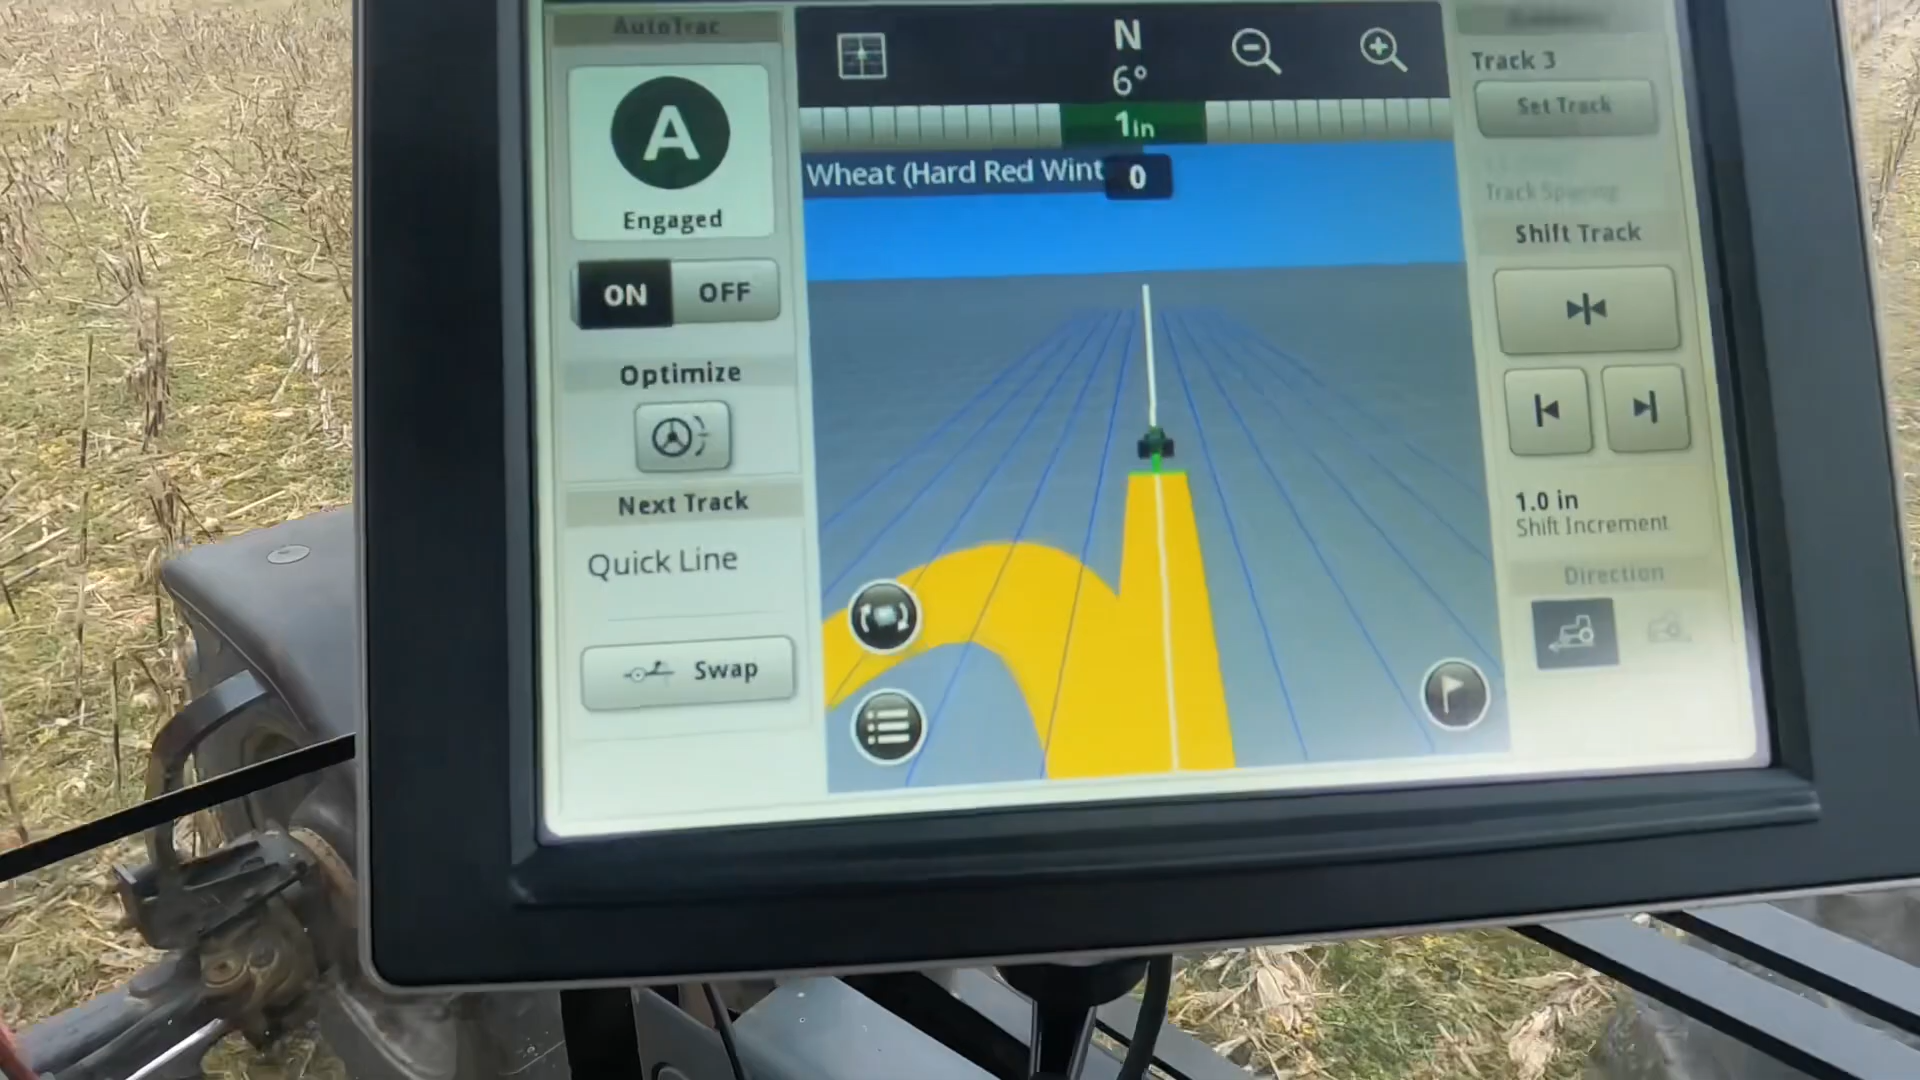 AutoTrac
A
Engaged
ON
OFF
Optimize
Next Track
Quick Line
Swap
N
6°
1in
Wheat (Hard Red Wint
0
Track 3
Set Track
Track Spacing
Shift Track
1.0 in
Shift Increment
Direction